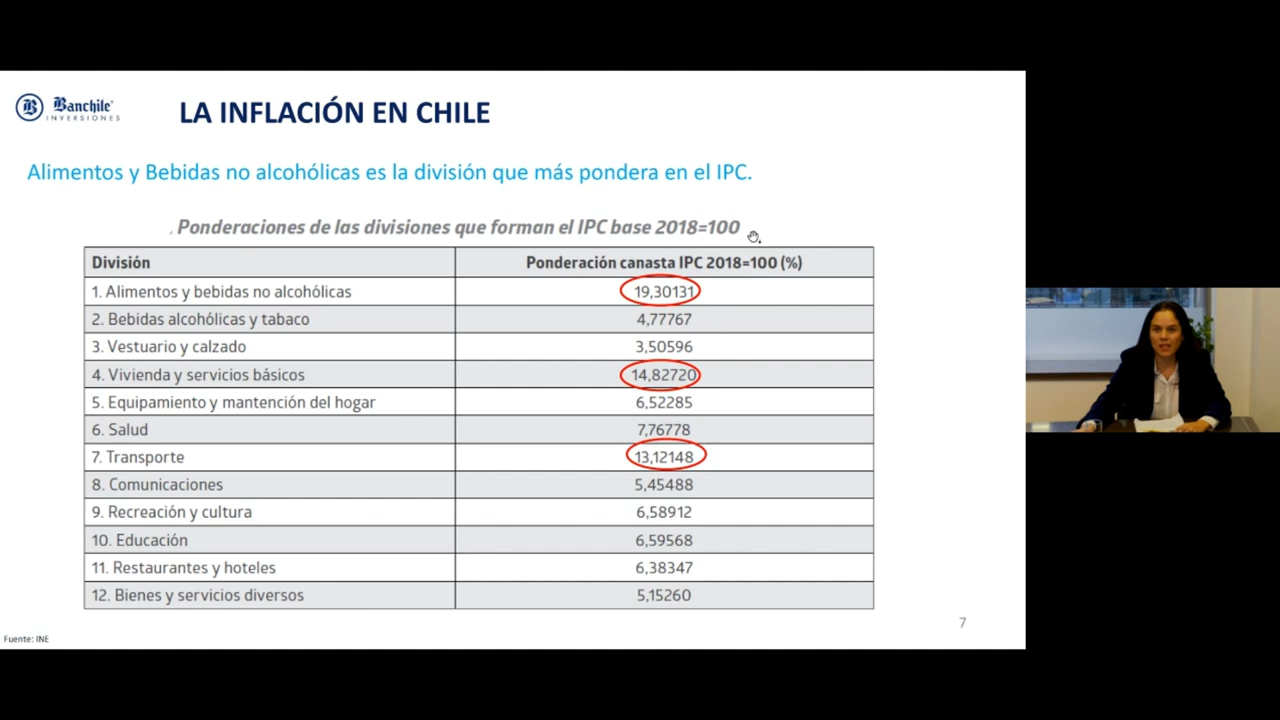 Banchile
INVERSIONES
LA INFLACIÓN EN CHILE
Alimentos y Bebidas no alcohólicas es la división que más pondera en el IPC.
Ponderaciones de las divisiones que forman el IPC base 2018=100
División Ponderación canasta IPC 2018=100 (%)
1. Alimentos y bebidas no alcohólicas 19,30131
2. Bebidas alcohólicas y tabaco 4,77767
3. Vestuario y calzado 3,50596
4. Vivienda y servicios básicos 14,82720
5. Equipamiento y mantención del hogar 6,52285
6. Salud 7,76778
7. Transporte 13,12148
8. Comunicaciones 5,45488
9. Recreación y cultura 6,58912
10. Educación 6,59568
11. Restaurantes y hoteles 6,38347
12. Bienes y servicios diversos 5,15260
7
Fuente: INE